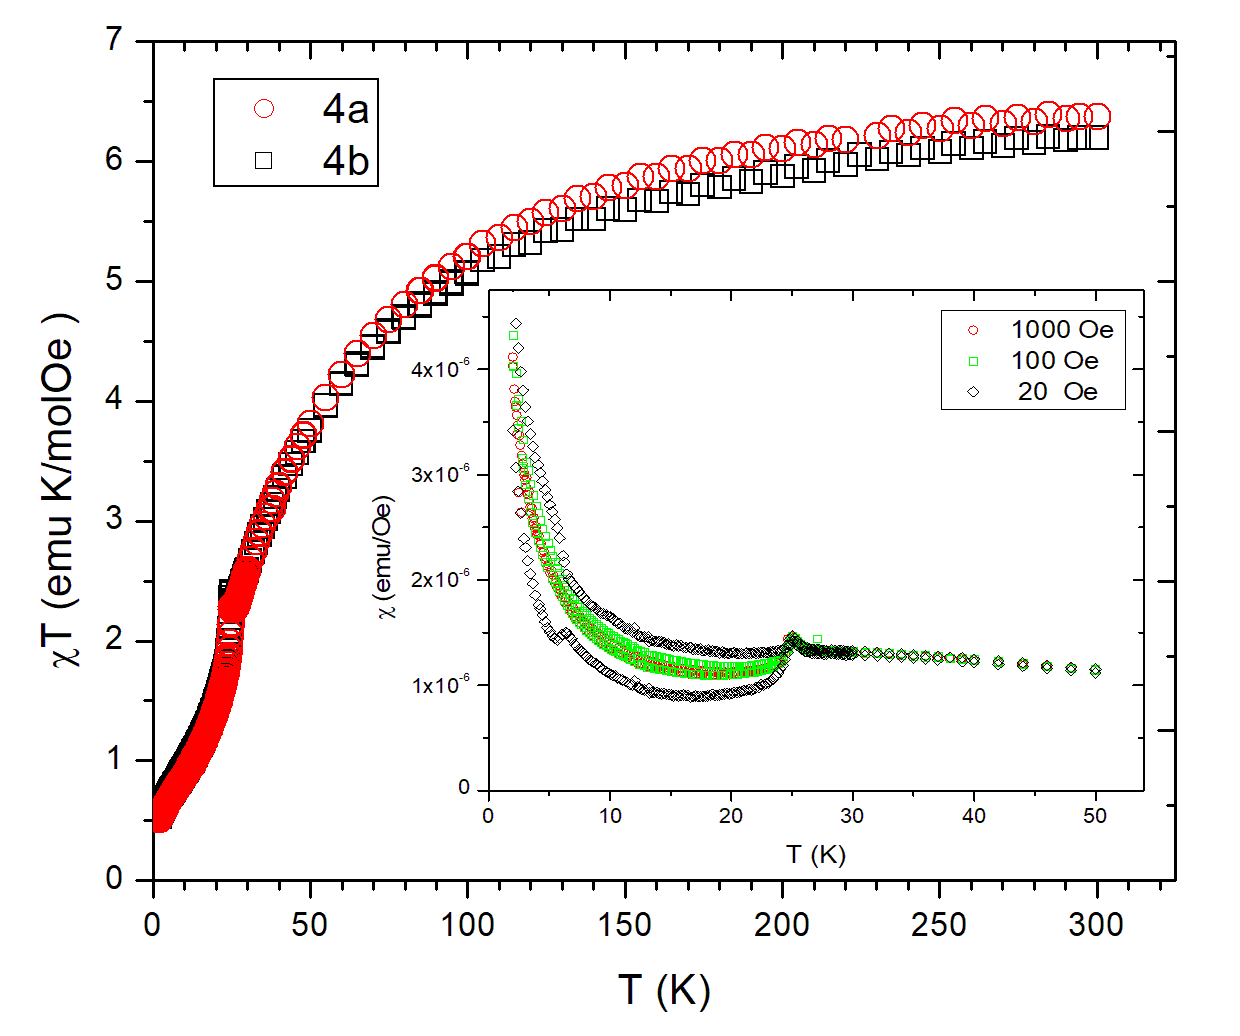 7
6
5
4
3
2
1
0
χT (emu K/molOe )
4a
4b
0 50 100 150 200 250 300
T (K)
1000 Oe
100 Oe
20 Oe
4x10⁻⁶
3x10⁻⁶
2x10⁻⁶
1x10⁻⁶
0
χ (emu/Oe)
0 10 20 30 40 50
T (K)